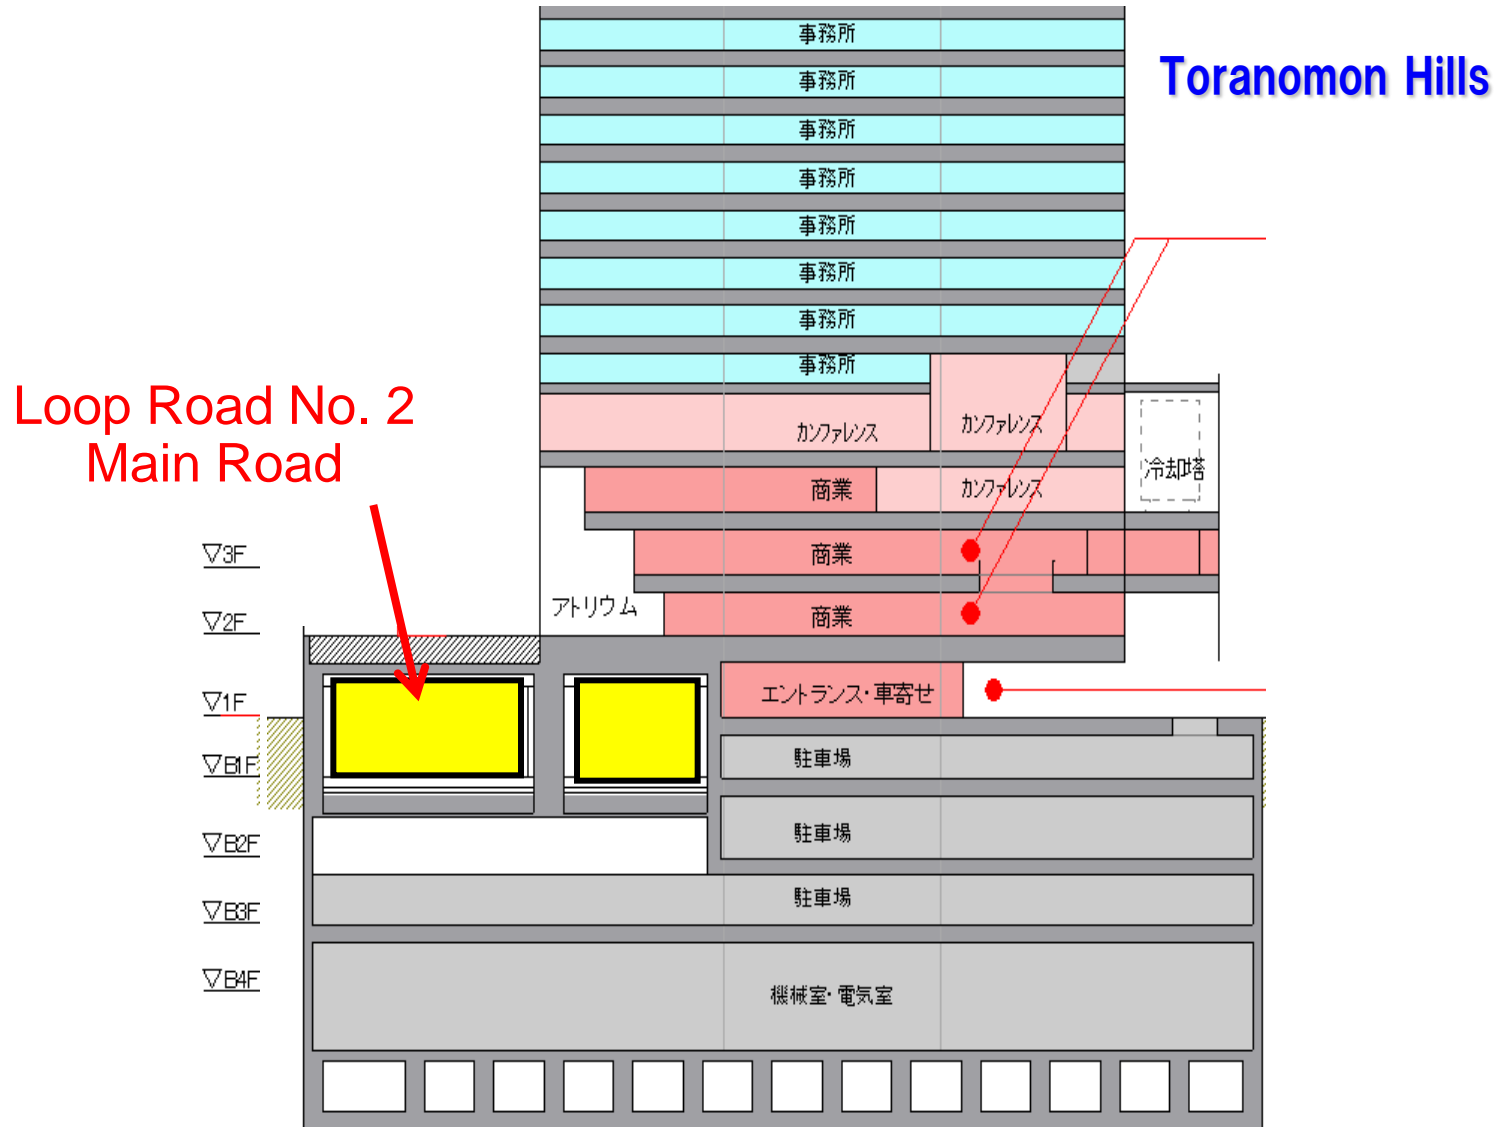 事務所
Toranomon Hills
事務所
事務所
事務所
事務所
事務所
事務所
事務所
Loop Road No. 2
Main Road
カンファレンス
カンファレンス
冷却塔
商業
カンファレンス
▽3F
商業
アトリウム
▽2F
商業
▽1F
エントランス・車寄せ
▽B1F
駐車場
▽B2F
駐車場
▽B3F
駐車場
▽B4F
機械室・電気室